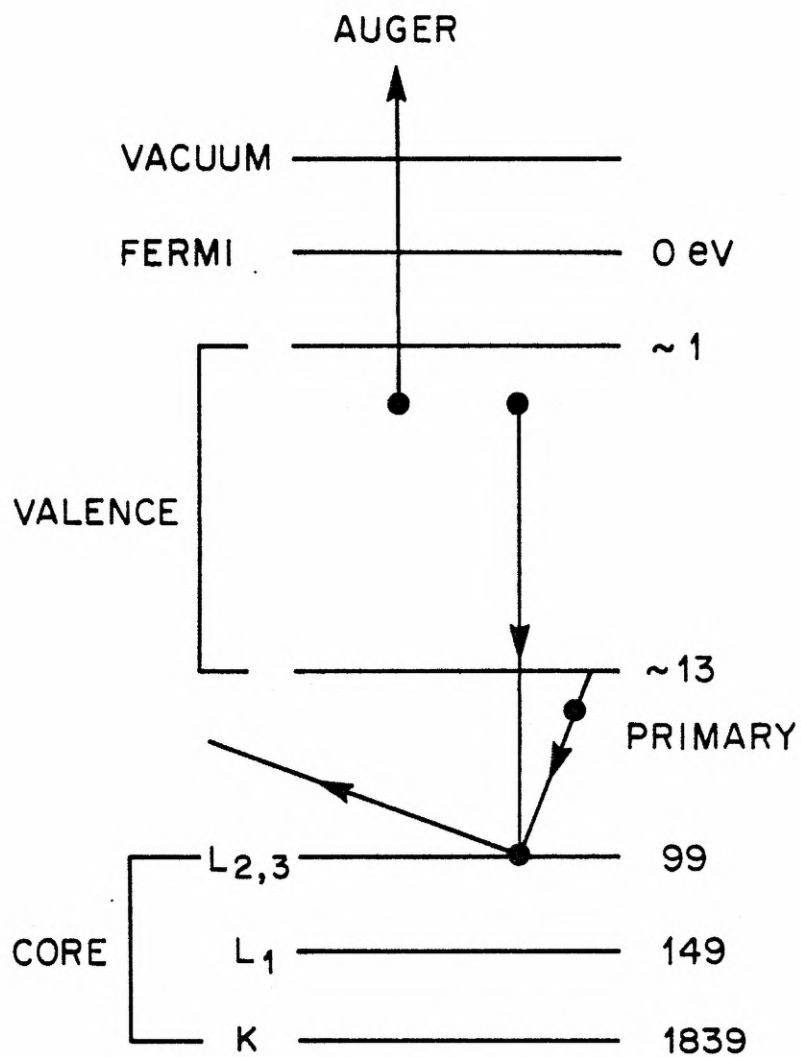 AUGER
VACUUM
FERMI 0 eV
~ 1
VALENCE
~ 13
PRIMARY
L2,3 99
CORE L1 149
K 1839